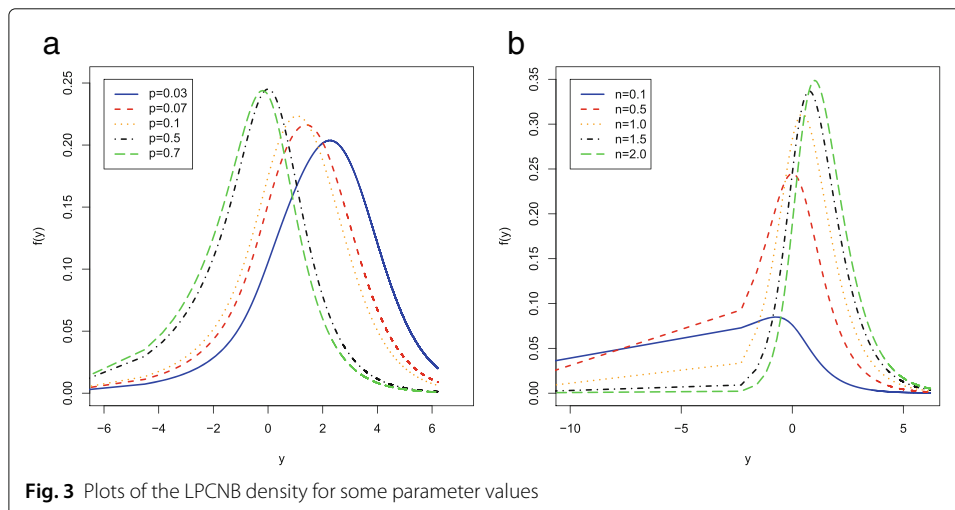 a
p=0.03
p=0.07
p=0.1
p=0.5
p=0.7
f(y)
0.25
0.20
0.15
0.10
0.05
0.00
−6 −4 −2 0 2 4 6
y
b
n=0.1
n=0.5
n=1.0
n=1.5
n=2.0
f(y)
0.35
0.30
0.25
0.20
0.15
0.10
0.05
0.00
−10 −5 0 5
y
Fig. 3 Plots of the LPCNB density for some parameter values